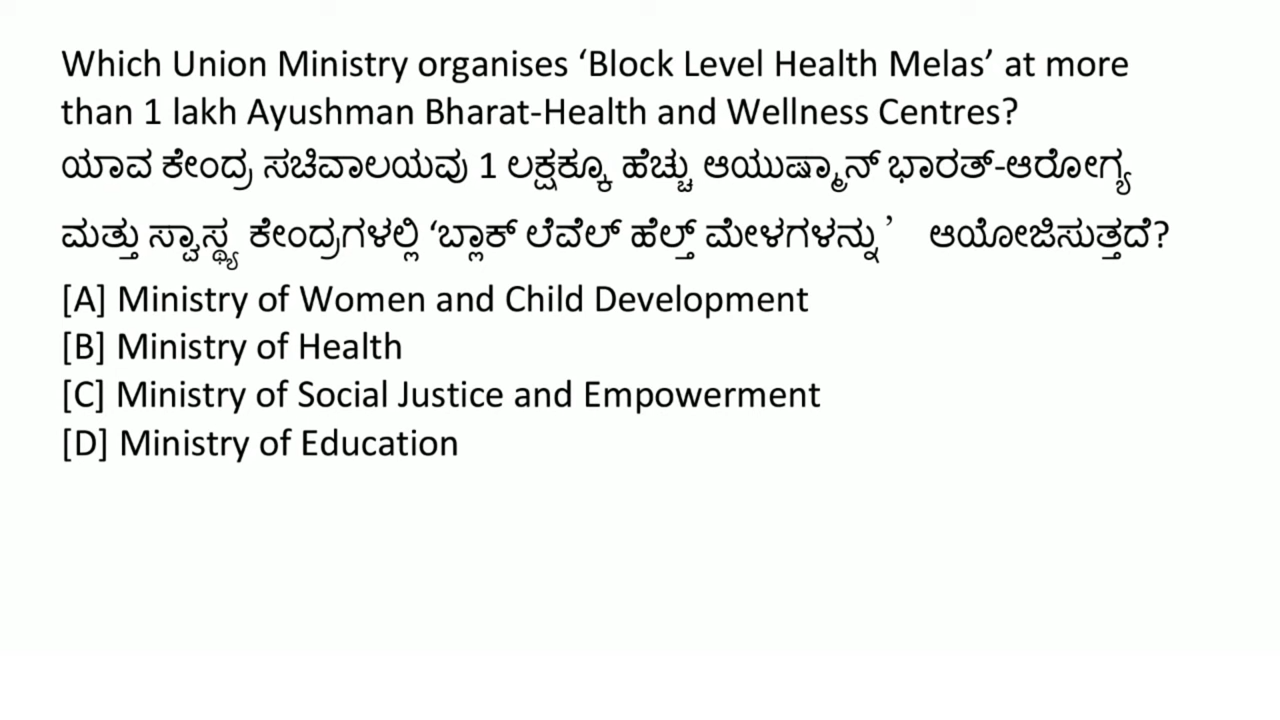 Which Union Ministry organises ‘Block Level Health Melas’ at more
than 1 lakh Ayushman Bharat-Health and Wellness Centres?
ಯಾವ ಕೇಂದ್ರ ಸಚಿವಾಲಯವು 1 ಲಕ್ಷಕ್ಕೂ ಹೆಚ್ಚು ಆಯುಷ್ಮಾನ್ ಭಾರತ್-ಆರೋಗ್ಯ
ಮತ್ತು ಸ್ವಾಸ್ಥ್ಯ ಕೇಂದ್ರಗಳಲ್ಲಿ ‘ಬ್ಲಾಕ್ ಲೆವೆಲ್ ಹೆಲ್ತ್ ಮೇಳಗಳನ್ನು’ ಆಯೋಜಿಸುತ್ತದೆ?
[A] Ministry of Women and Child Development
[B] Ministry of Health
[C] Ministry of Social Justice and Empowerment
[D] Ministry of Education